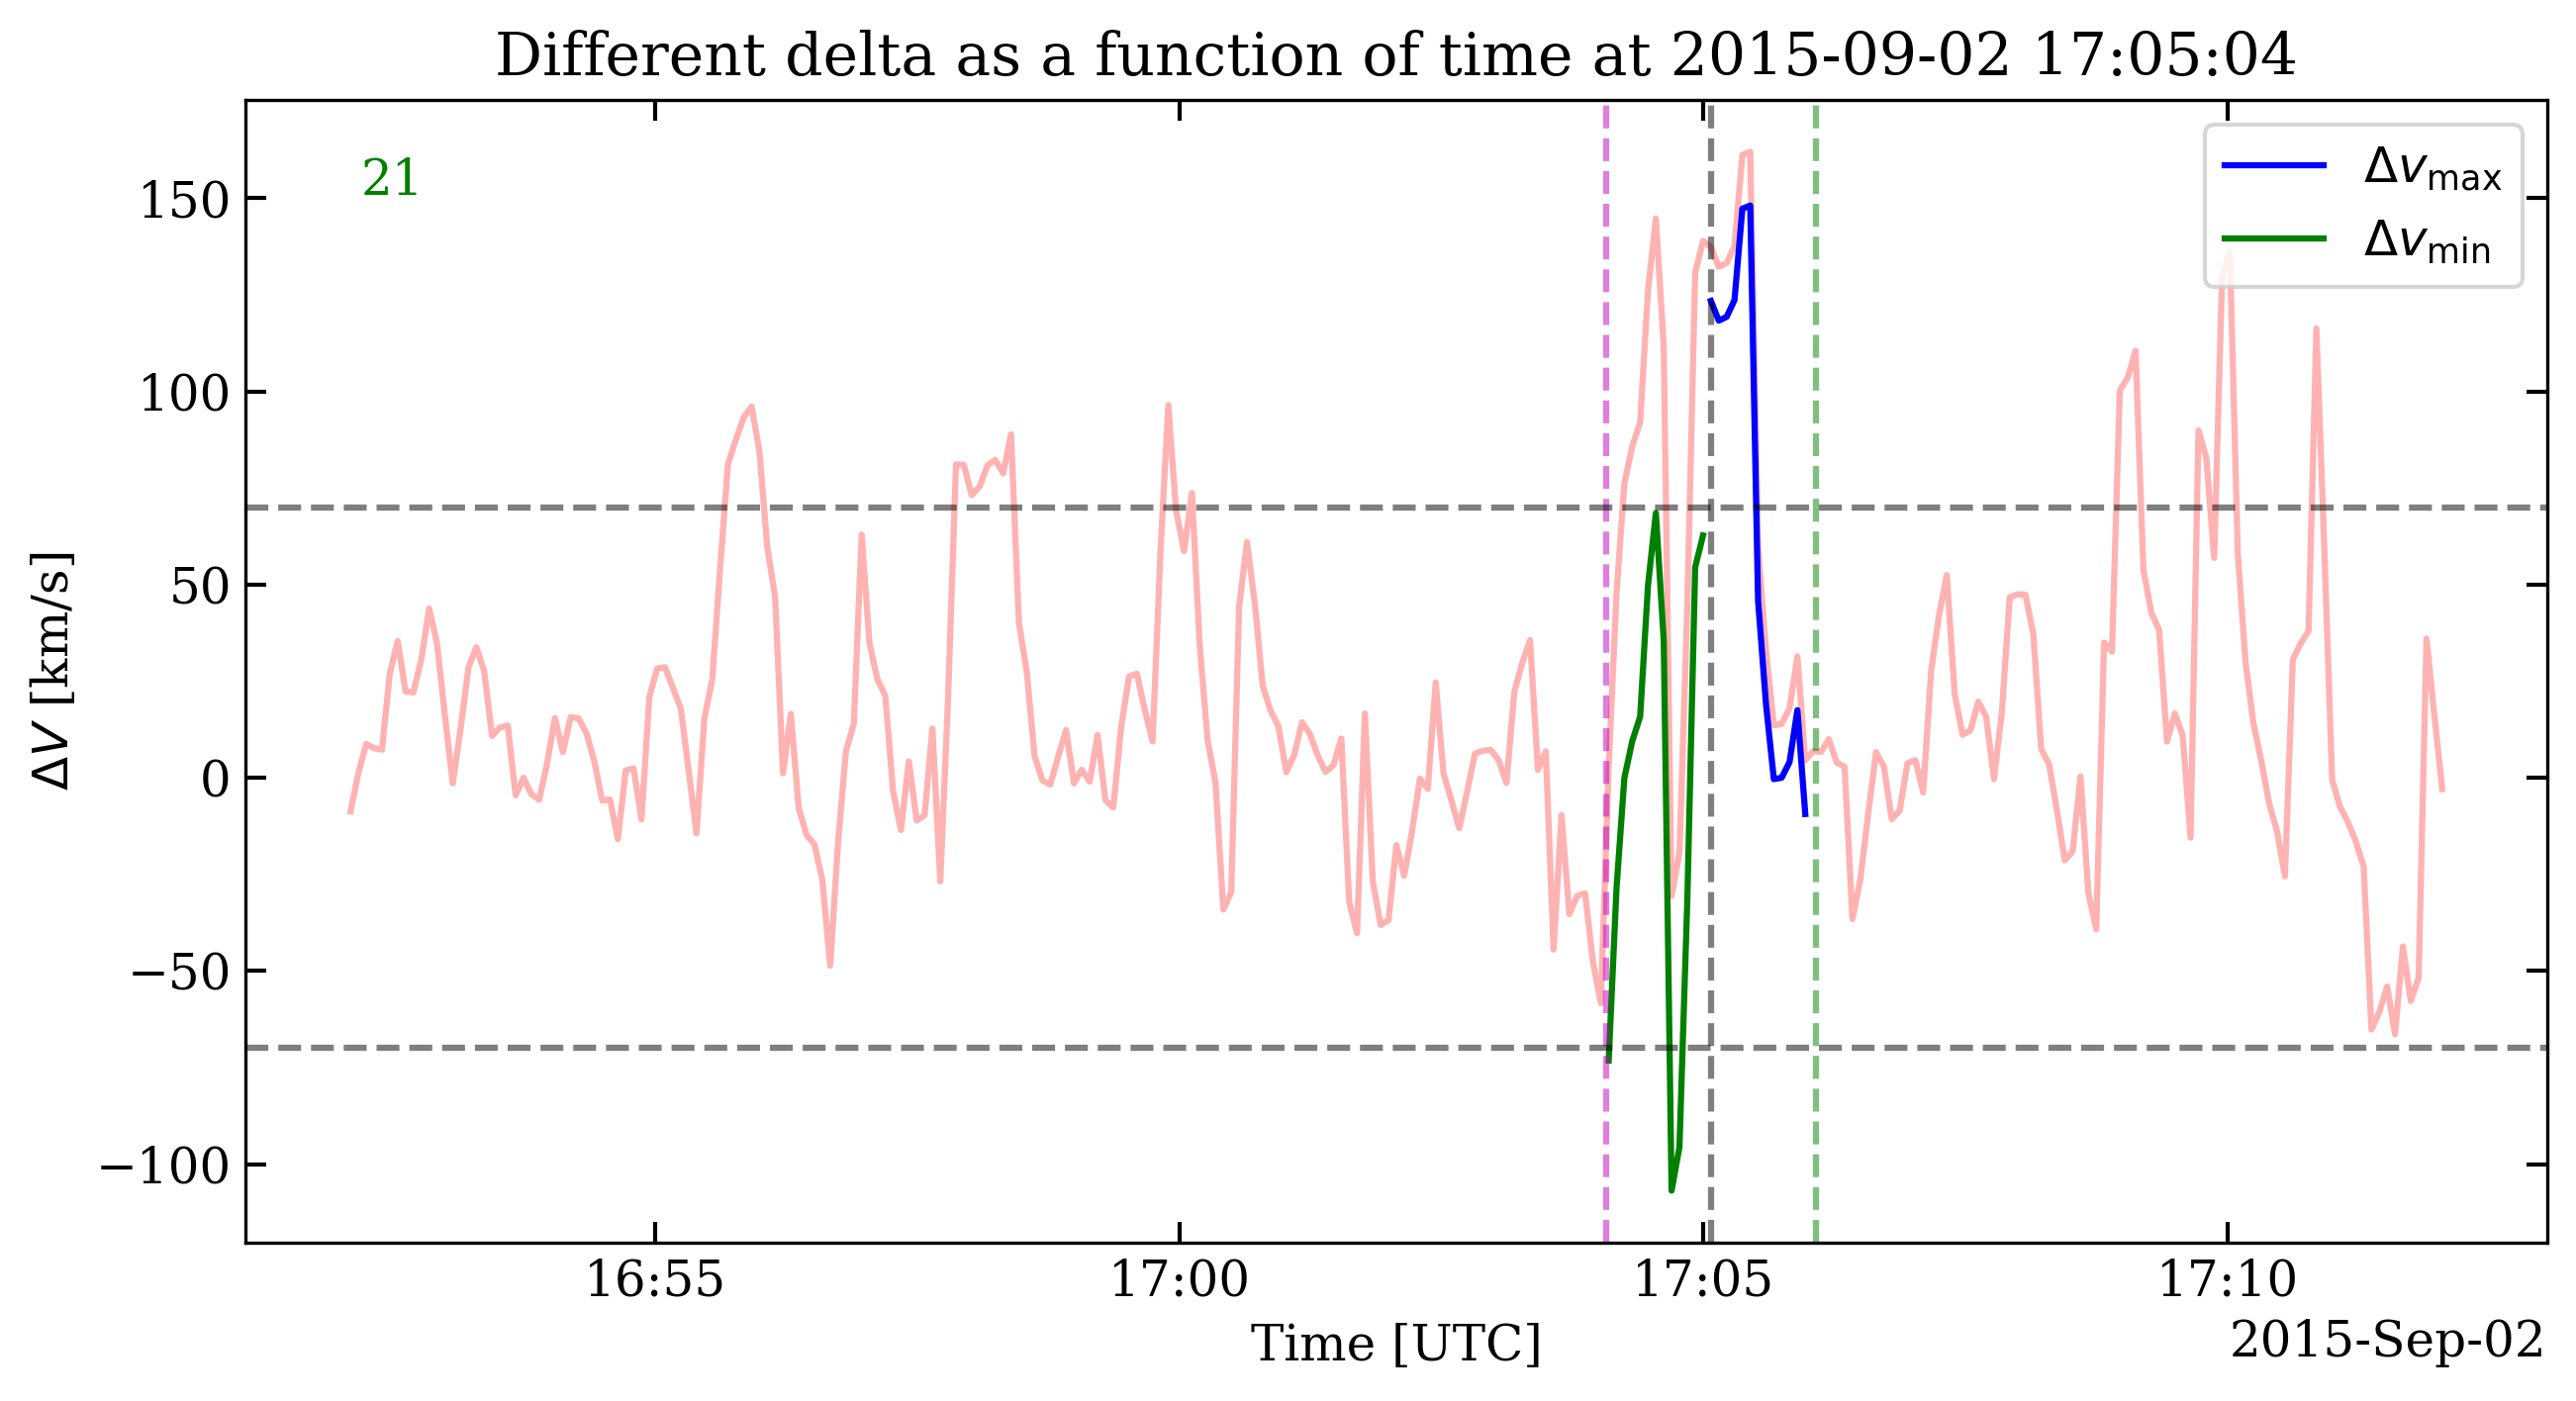 Different delta as a function of time at 2015-09-02 17:05:04
21
Δv_max
Δv_min
150
100
50
0
−50
−100
ΔV [km/s]
16:55 17:00 17:05 17:10
Time [UTC]
2015-Sep-02